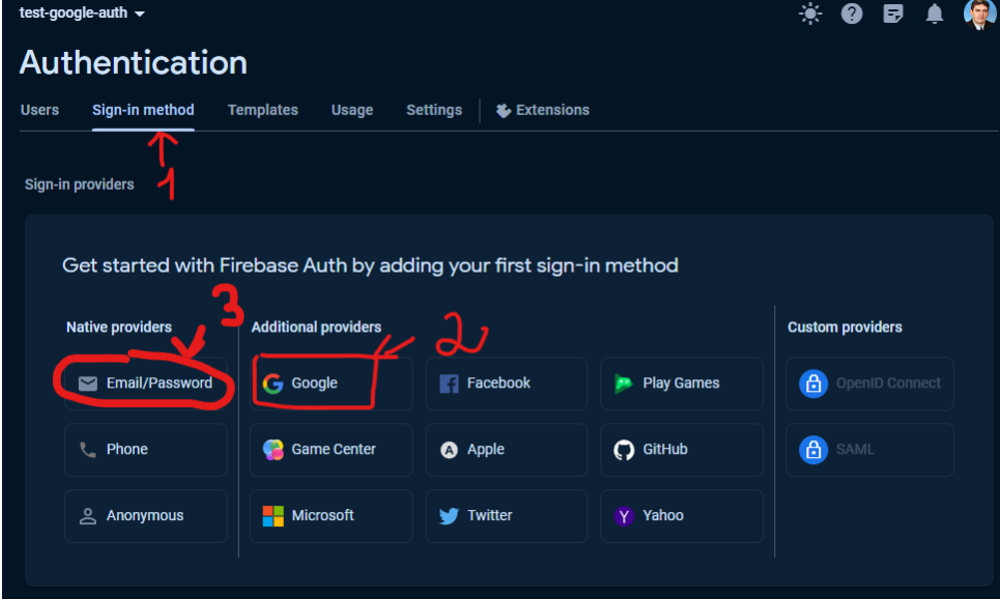 test-google-auth
Authentication
Users Sign-in method Templates Usage Settings Extensions
1
Sign-in providers
Get started with Firebase Auth by adding your first sign-in method
3
2
Native providers Additional providers Custom providers
Email/Password Google Facebook Play Games OpenID Connect
Phone Game Center Apple GitHub SAML
Anonymous Microsoft Twitter Yahoo